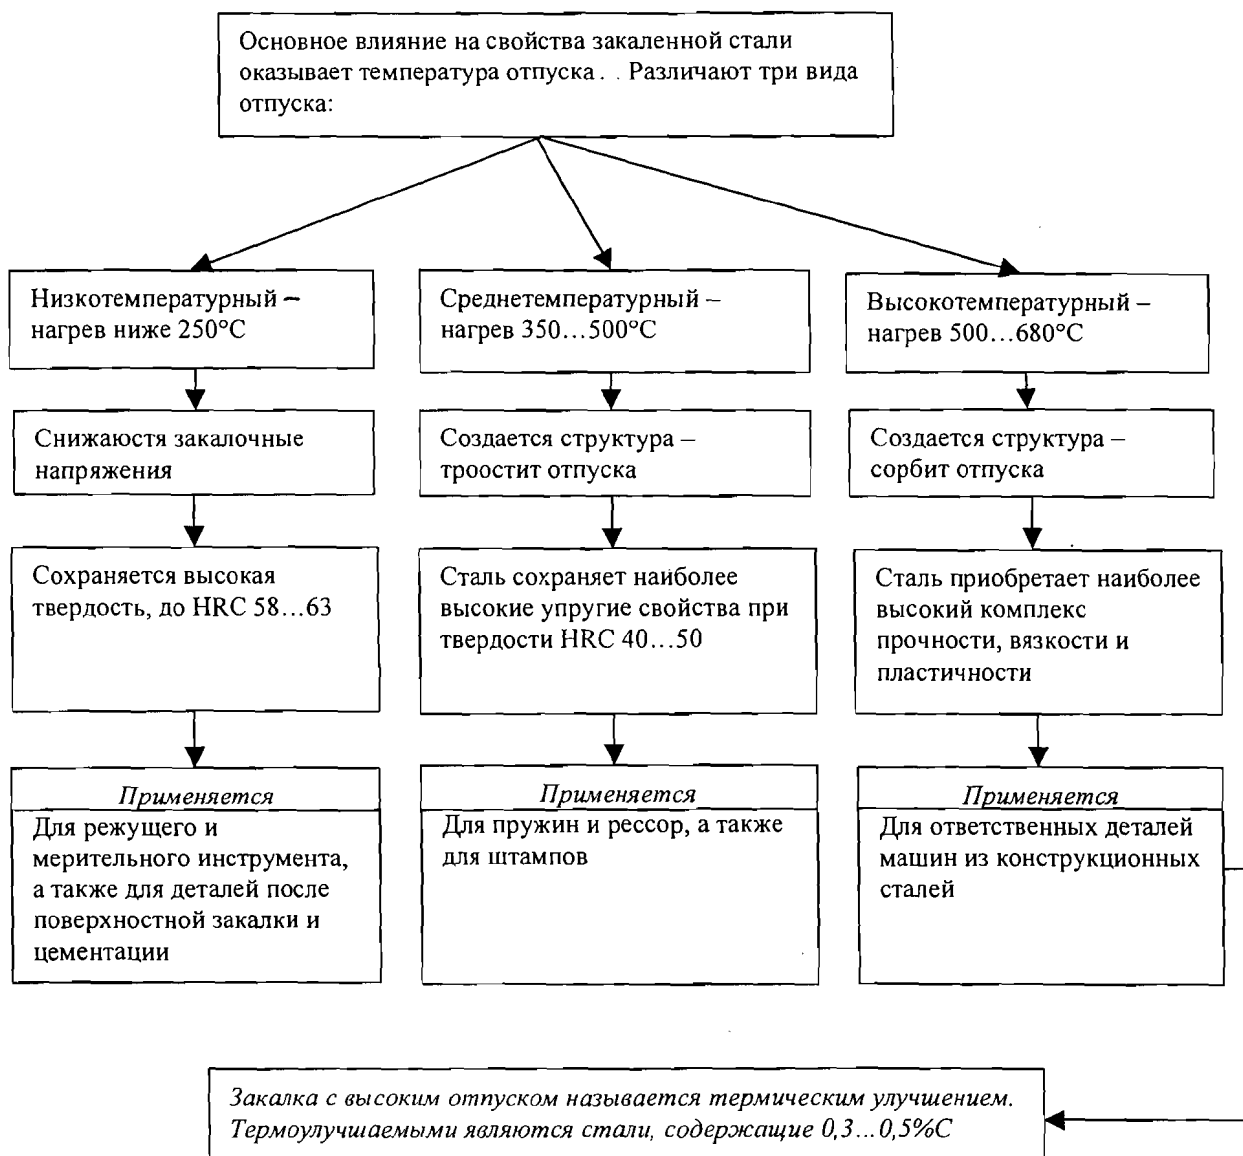 Основное влияние на свойства закаленной стали
оказывает температура отпуска. . Различают три вида
отпуска:
Низкотемпературный –
нагрев ниже 250°С
Среднетемпературный –
нагрев 350...500°С
Высокотемпературный –
нагрев 500...680°С
Снижаюстя закалочные
напряжения
Создается структура –
троостит отпуска
Создается структура –
сорбит отпуска
Сохраняется высокая
твердость, до HRC 58...63
Сталь сохраняет наиболее
высокие упругие свойства при
твердости HRC 40...50
Сталь приобретает наиболее
высокий комплекс
прочности, вязкости и
пластичности
Применяется
Для режущего и
мерительного инструмента,
а также для деталей после
поверхностной закалки и
цементации
Применяется
Для пружин и рессор, а также
для штампов
Применяется
Для ответственных деталей
машин из конструкционных
сталей
Закалка с высоким отпуском называется термическим улучшением.
Термоулучшаемыми являются стали, содержащие 0,3...0,5%С